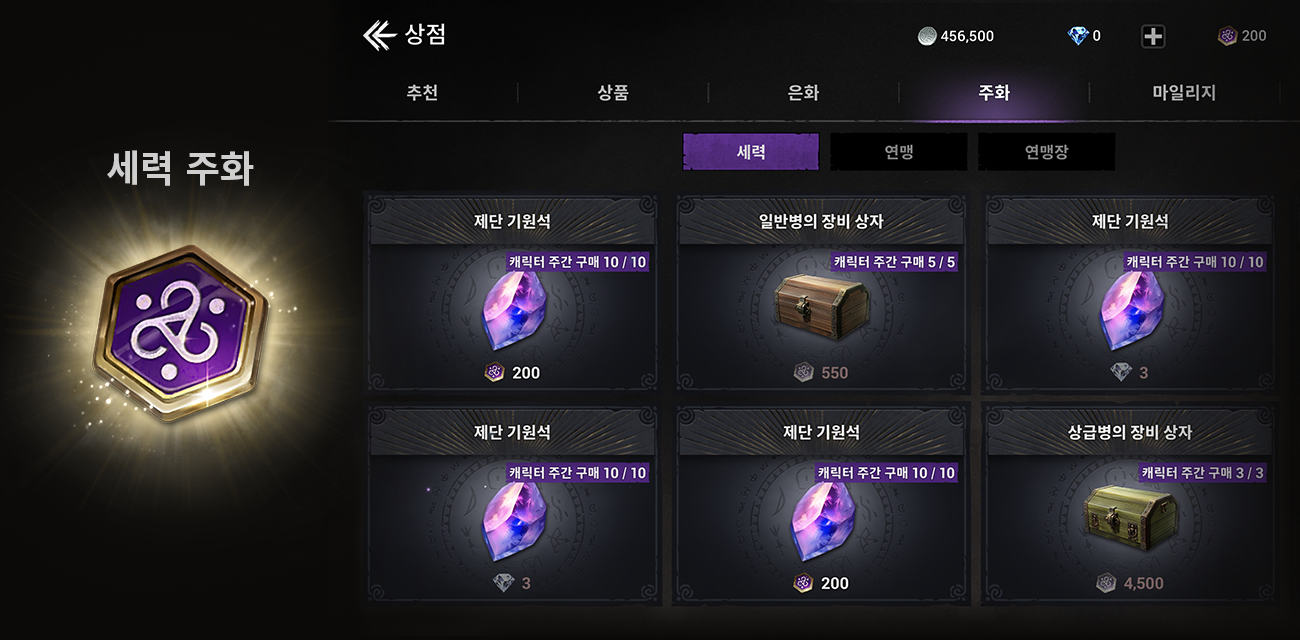 상점
456,500
0
200
추천
상품
은화
주화
마일리지
세력
연맹
연맹장
세력 주화
제단 기원석
캐릭터 주간 구매 10 / 10
200
일반병의 장비 상자
캐릭터 주간 구매 5 / 5
550
제단 기원석
캐릭터 주간 구매 10 / 10
3
제단 기원석
캐릭터 주간 구매 10 / 10
3
제단 기원석
캐릭터 주간 구매 10 / 10
200
상급병의 장비 상자
캐릭터 주간 구매 3 / 3
4,500